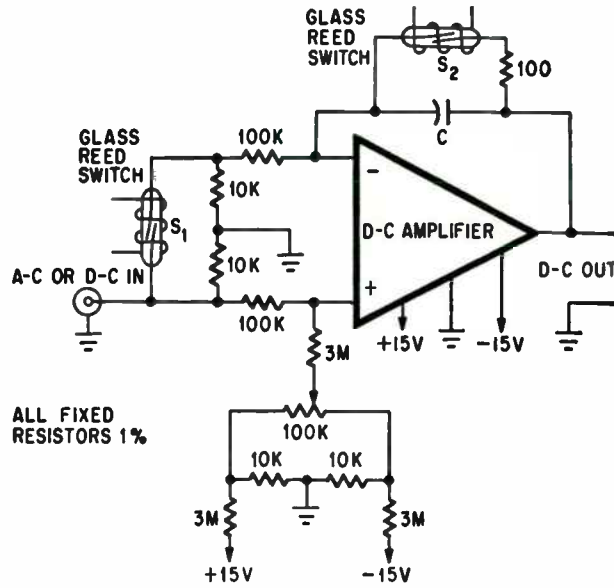 GLASS
REED
SWITCH
S2
100
C
GLASS
REED
SWITCH
100K
10K
S1
-
D-C AMPLIFIER
10K
A-C OR D-C IN
+
D-C OUT
100K
+15V
-15V
3M
ALL FIXED
RESISTORS 1%
100K
10K
10K
3M
3M
+15V
-15V